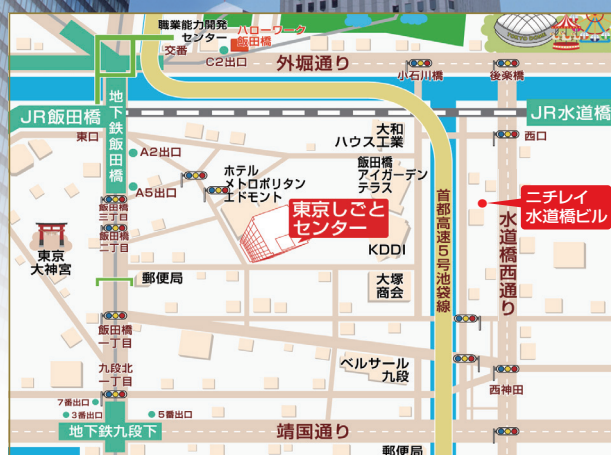 職業能力開発
センター
交番
ハローワーク
飯田橋
C2出口
外堀通り
小石川橋
後楽橋
TOKYO DOME
JR飯田橋
東口
地下鉄飯田橋
JR水道橋
西口
A2出口
A5出口
大和
ハウス工業
ホテル
メトロポリタン
エドモント
飯田橋
アイガーデン
テラス
飯田橋
三丁目
飯田橋
二丁目
東京しごと
センター
ニチレイ
水道橋ビル
首都高速5号池袋線
水道橋西通り
東京
大神宮
KDDI
郵便局
大塚
商会
飯田橋
一丁目
ベルサール
九段
九段北
一丁目
西神田
7番出口
3番出口
5番出口
地下鉄九段下
靖国通り
郵便局